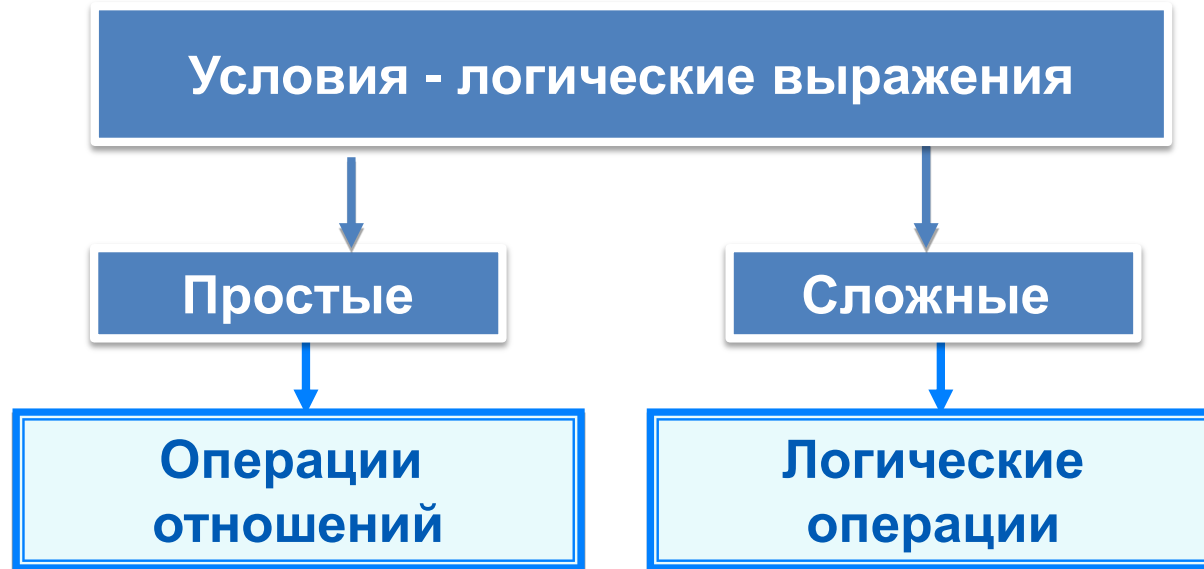 Условия - логические выражения
Простые
Сложные
Операции
отношений
Логические
операции